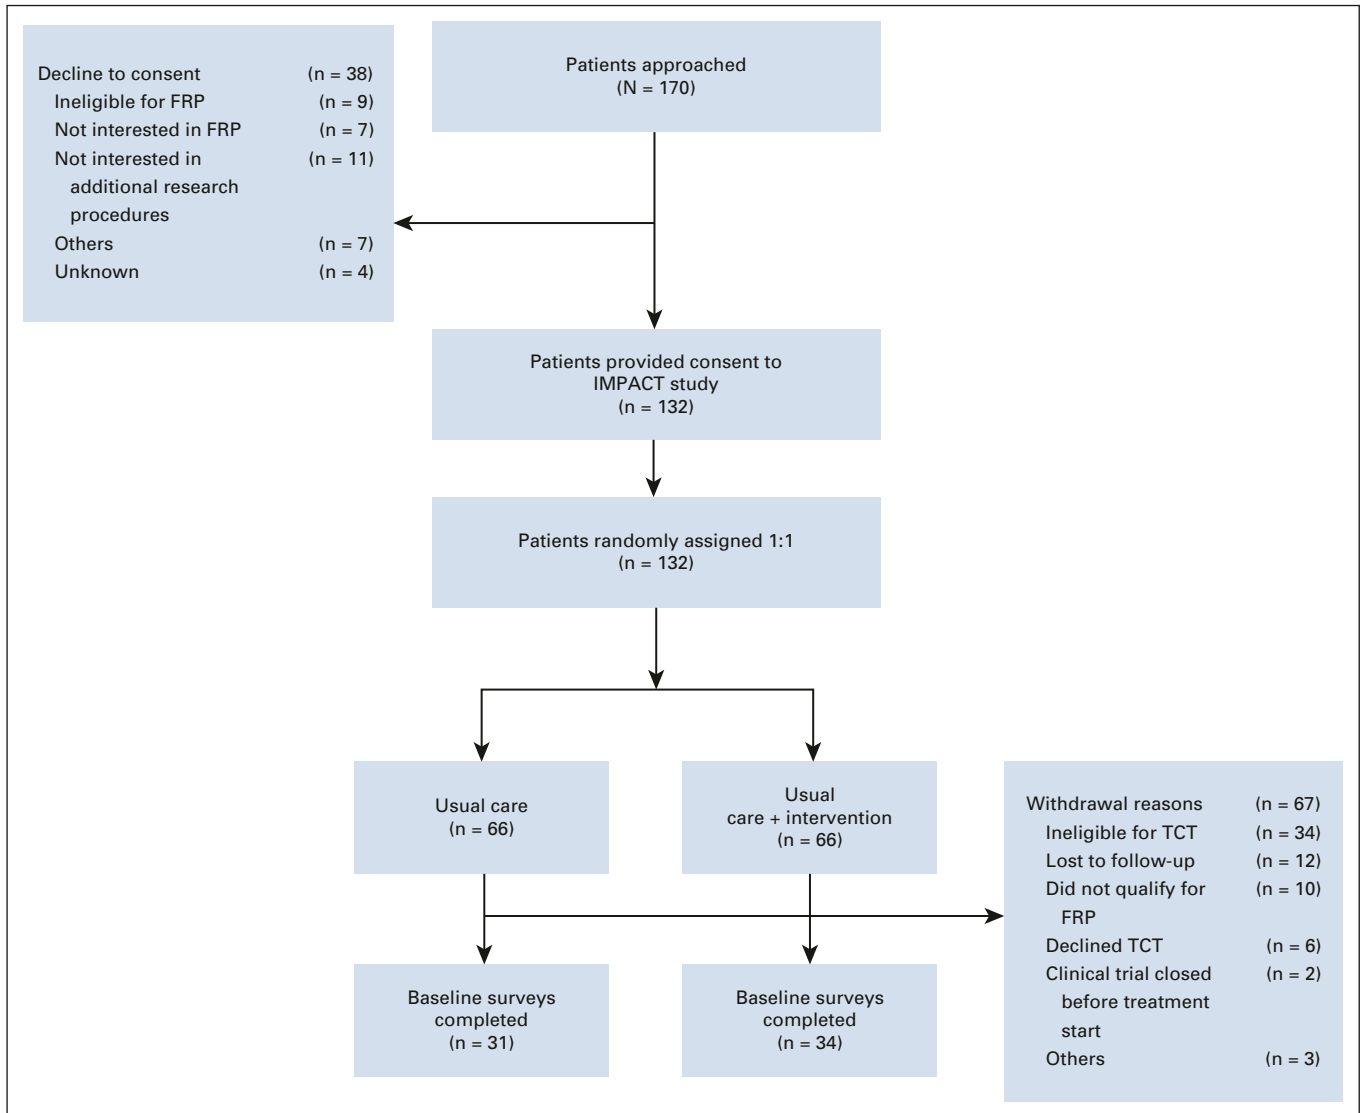 Patients approached
(N = 170)
Decline to consent (n = 38)
Ineligible for FRP (n = 9)
Not interested in FRP (n = 7)
Not interested in (n = 11)
additional research
procedures
Others (n = 7)
Unknown (n = 4)
Patients provided consent to
IMPACT study
(n = 132)
Patients randomly assigned 1:1
(n = 132)
Usual care
(n = 66)
Usual
care + intervention
(n = 66)
Withdrawal reasons (n = 67)
Ineligible for TCT (n = 34)
Lost to follow-up (n = 12)
Did not qualify for (n = 10)
FRP
Declined TCT (n = 6)
Clinical trial closed (n = 2)
before treatment
start
Others (n = 3)
Baseline surveys
completed
(n = 31)
Baseline surveys
completed
(n = 34)